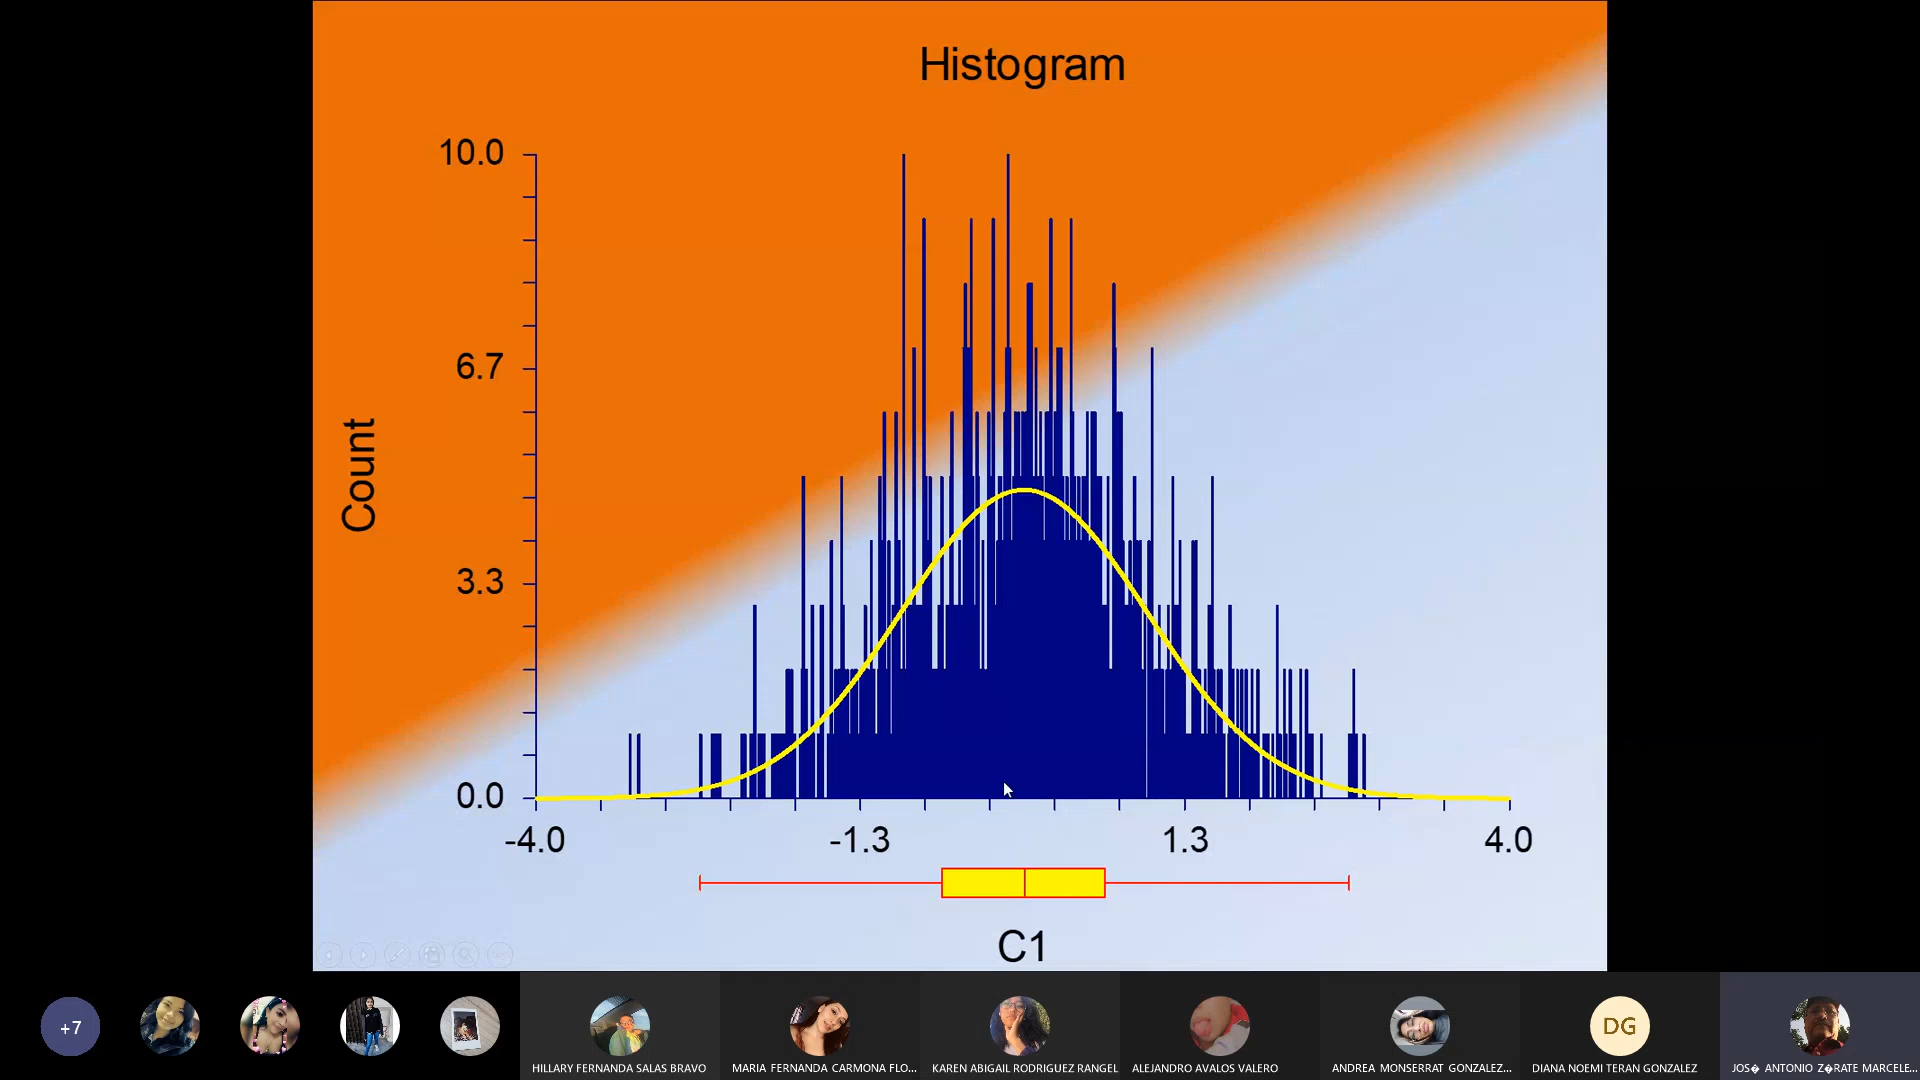 Histogram
10.0
6.7
3.3
0.0
Count
-4.0 -1.3 1.3 4.0
C1
+7
HILLARY FERNANDA SALAS BRAVO
MARIA FERNANDA CARMONA FLO...
KAREN ABIGAIL RODRIGUEZ RANGEL
ALEJANDRO AVALOS VALERO
ANDREA MONSERRAT GONZALEZ...
DG
DIANA NOEMI TERAN GONZALEZ
JOS� ANTONIO Z�RATE MARCELE...